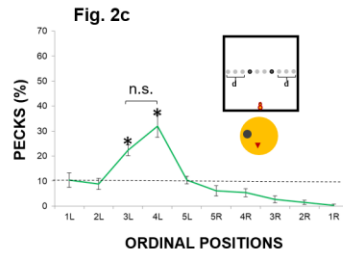 Fig. 2c
PECKS (%)
70
60
50
40
30
20
10
0
n.s.
*
*
d
d
1L 2L 3L 4L 5L 5R 4R 3R 2R 1R
ORDINAL POSITIONS